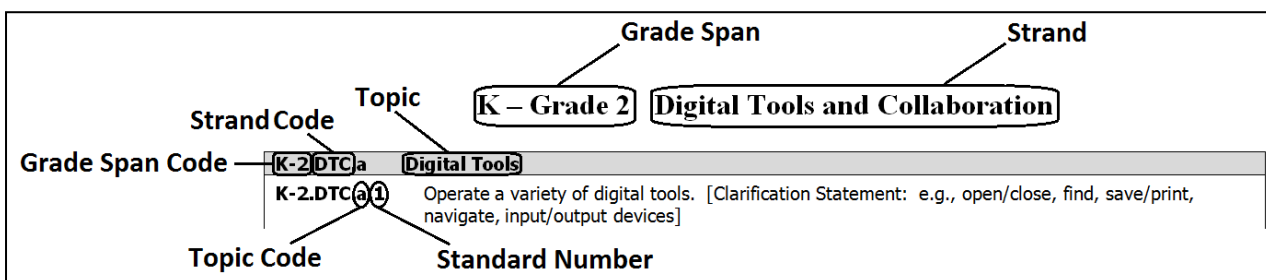 Grade Span Strand
K – Grade 2 Digital Tools and Collaboration
Topic
Strand Code
Grade Span Code K-2.DTC.a Digital Tools
K-2.DTC.a.1 Operate a variety of digital tools. [Clarification Statement: e.g., open/close, find, save/print,
navigate, input/output devices]
Topic Code Standard Number